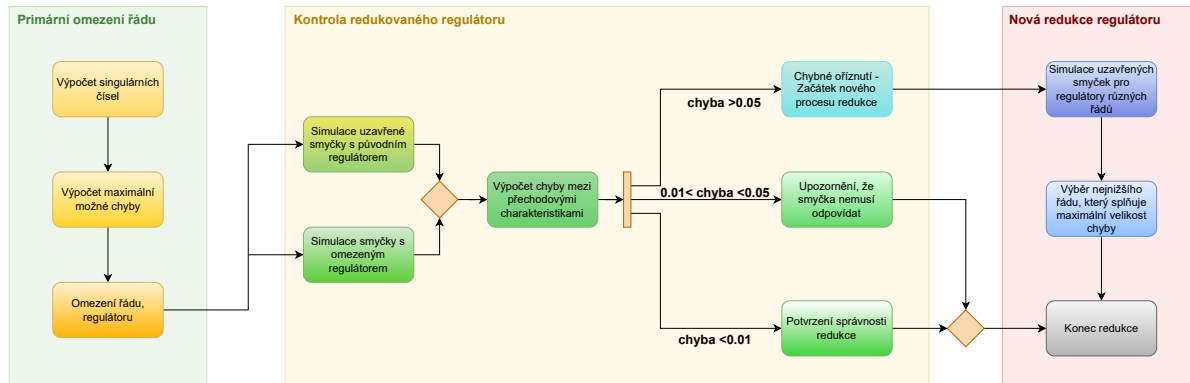 Primární omezení řádu
Výpočet singulárních
čísel
Výpočet maximální
možné chyby
Omezení řádu,
regulátoru
Kontrola redukovaného regulátoru
Simulace uzavřené
smyčky s původním
regulátorem
Simulace smyčky s
omezeným
regulátorem
Výpočet chyby mezi
přechodovými
charakteristikami
chyba >0.05
0.01< chyba <0.05
chyba <0.01
Chybné oříznutí -
Začátek nového
procesu redukce
Upozornění, že
smyčka nemusí
odpovídat
Potvrzení správnosti
redukce
Nová redukce regulátoru
Simulace uzavřených
smyček pro
regulátory různých
řádů
Výběr nejnižšího
řádu, který splňuje
maximální velikost
chyby
Konec redukce